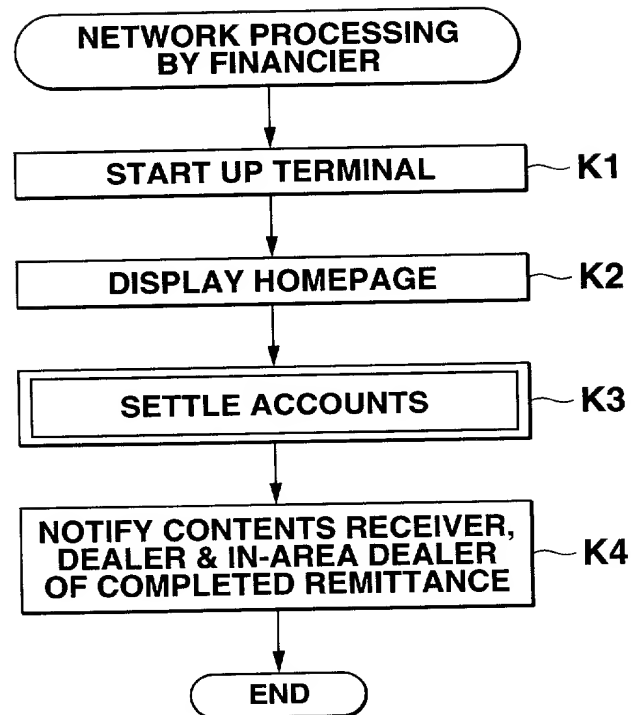 NETWORK PROCESSING
BY FINANCIER
START UP TERMINAL
K1
DISPLAY HOMEPAGE
K2
SETTLE ACCOUNTS
K3
NOTIFY CONTENTS RECEIVER,
DEALER & IN-AREA DEALER
OF COMPLETED REMITTANCE
K4
END